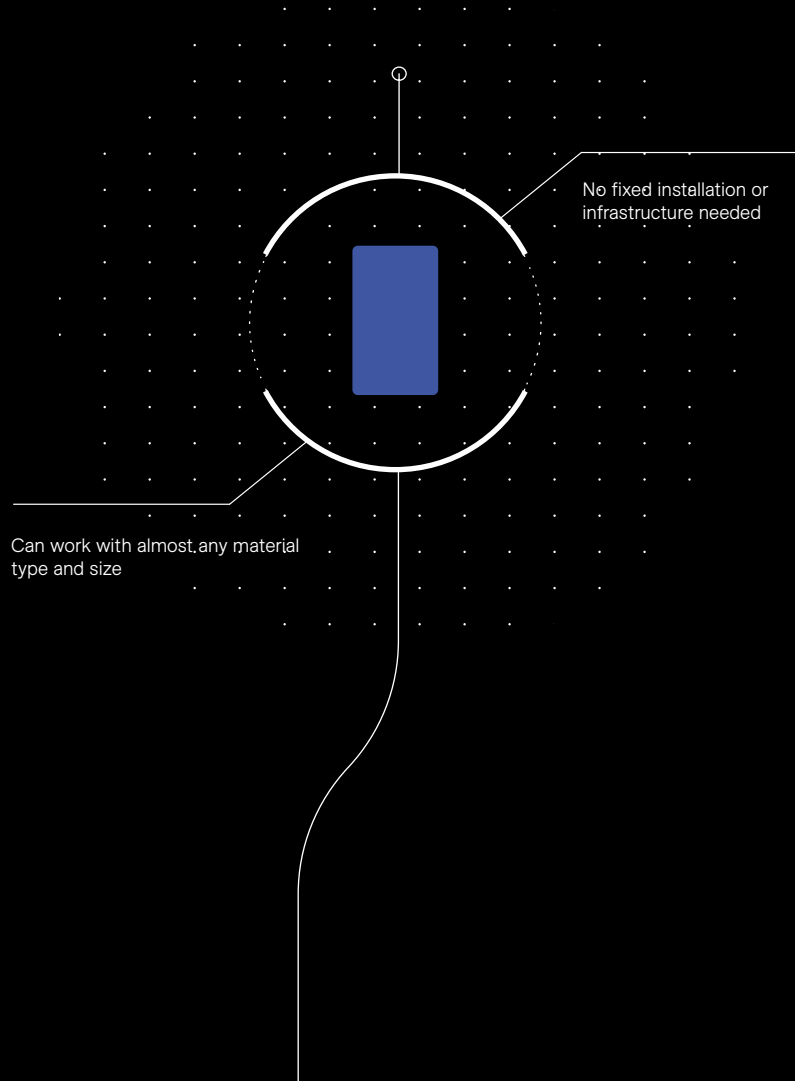 No fixed installation or
infrastructure needed
Can work with almost any material
type and size